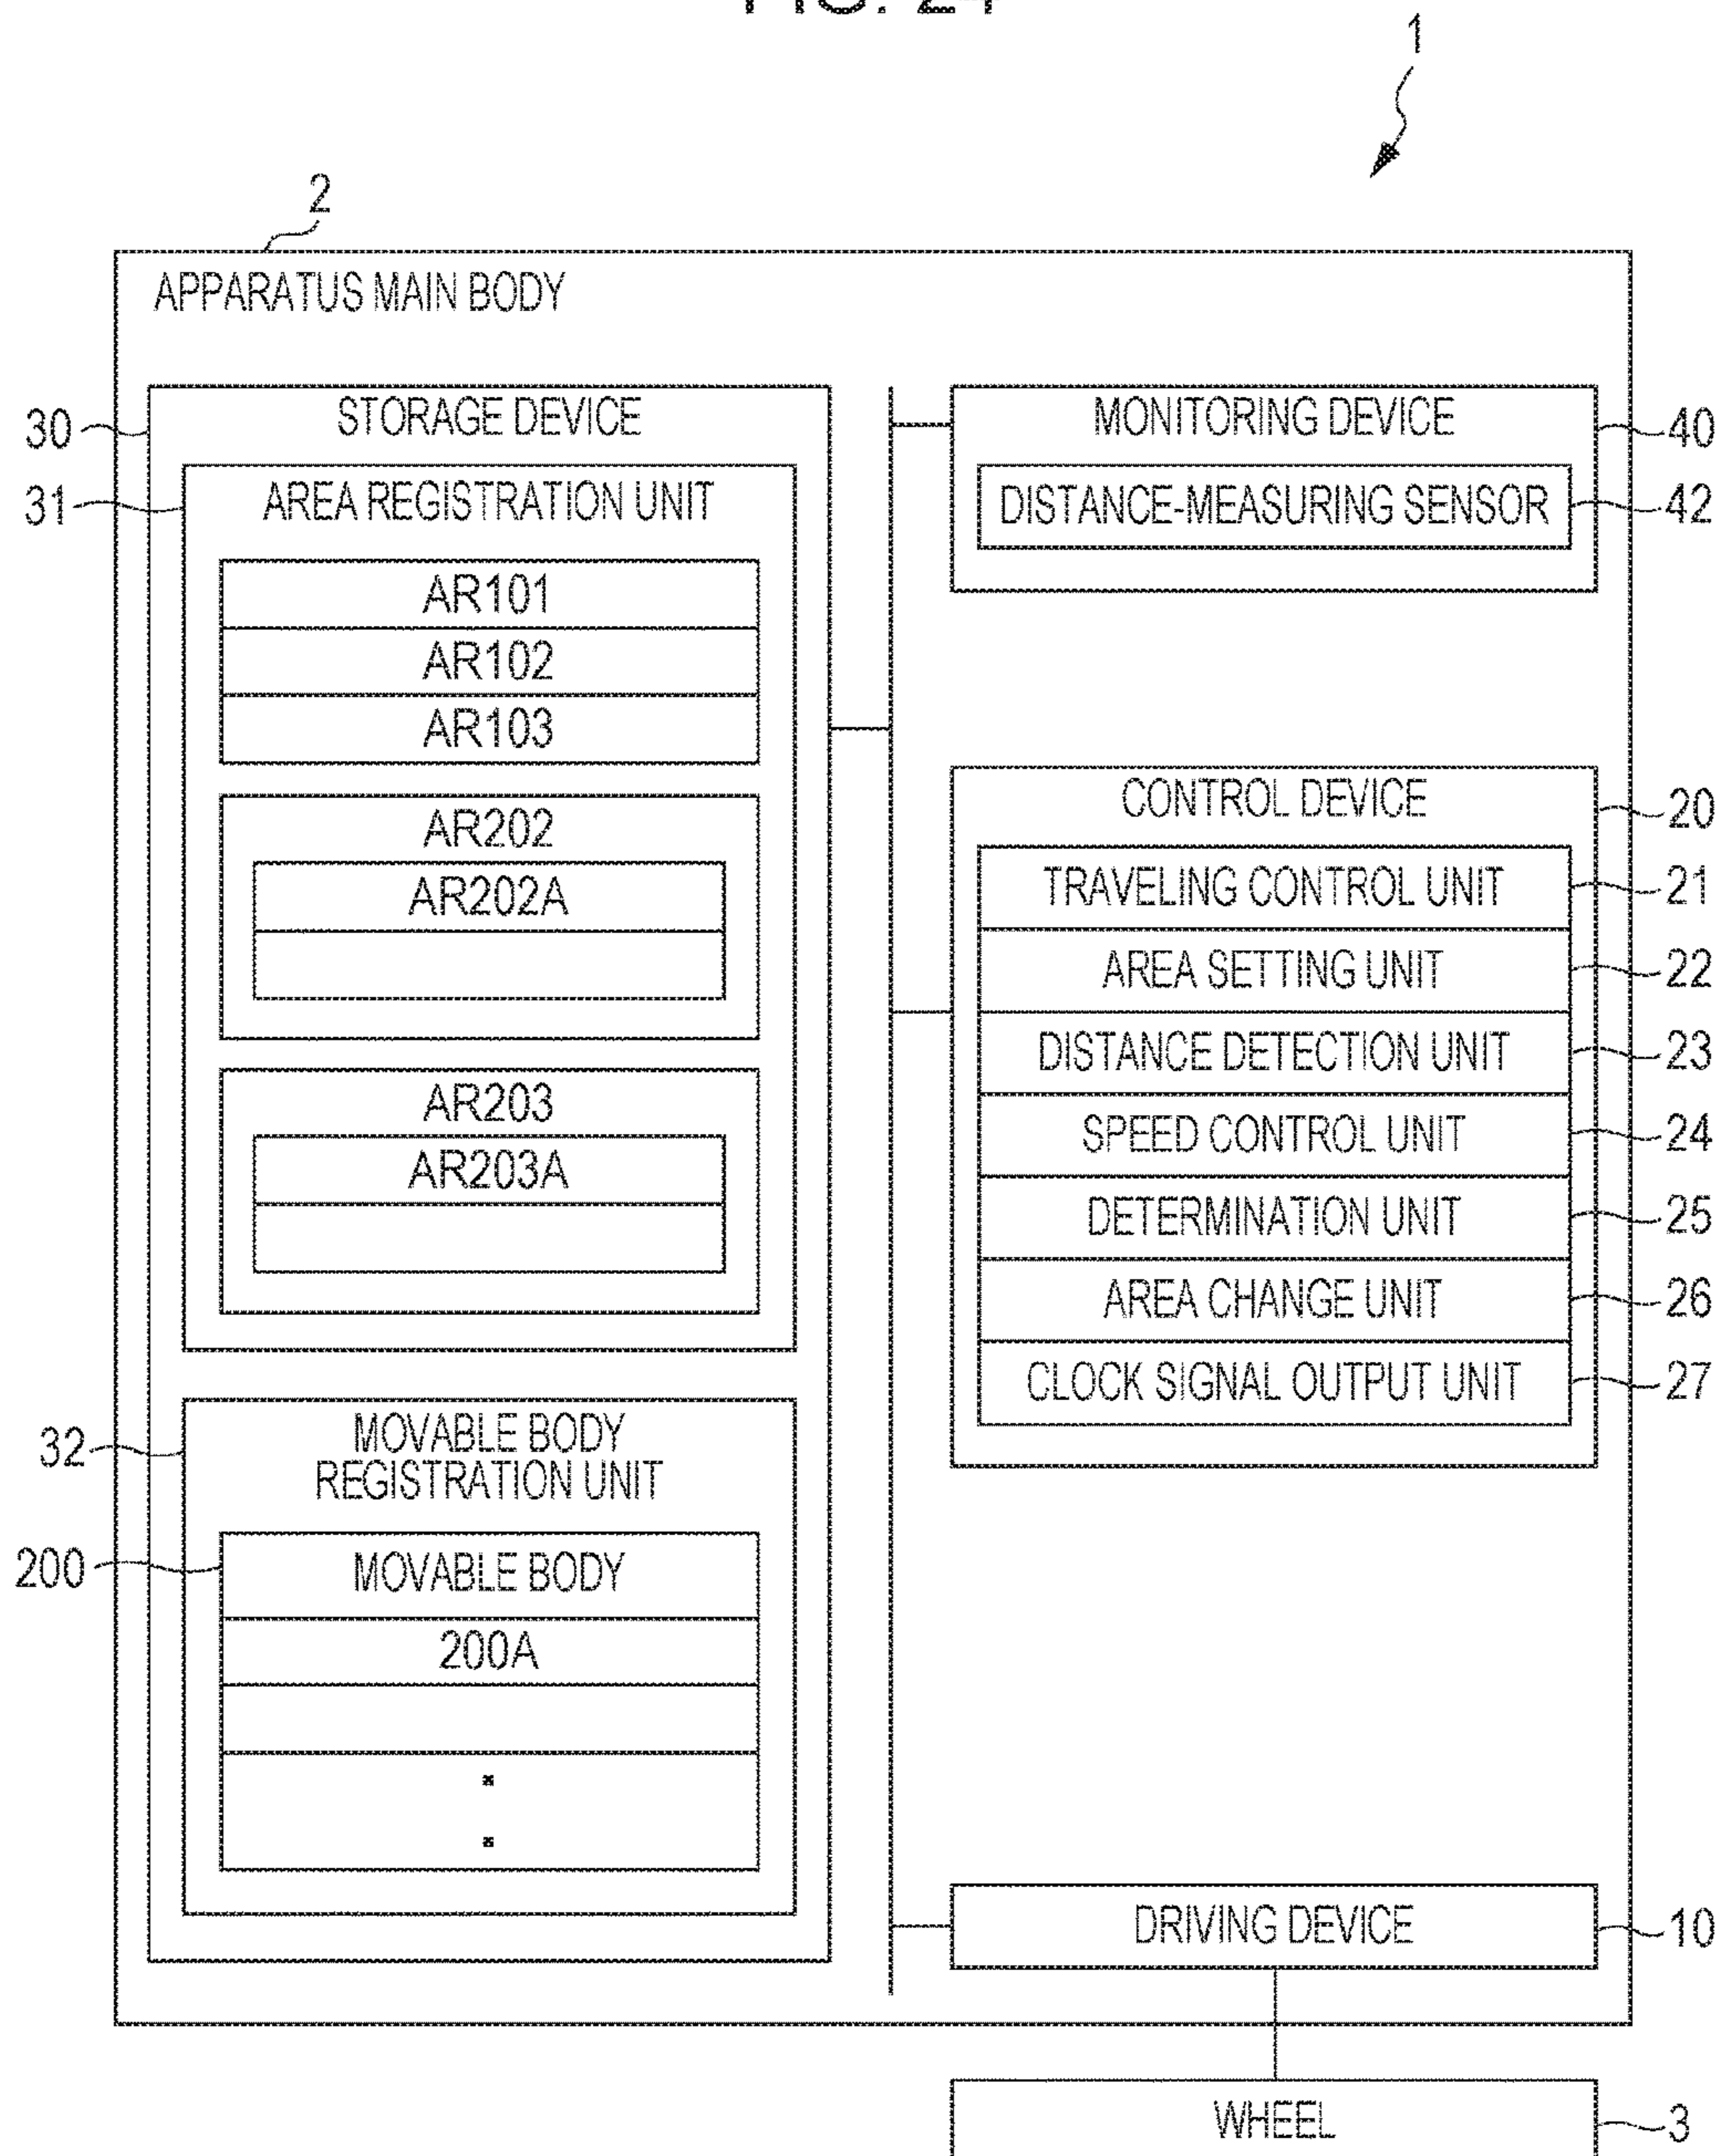 FIG. 24
1
2
APPARATUS MAIN BODY
30
STORAGE DEVICE
31
AREA REGISTRATION UNIT
AR101
AR102
AR103
AR202
AR202A
AR203
AR203A
32
MOVABLE BODY
REGISTRATION UNIT
200
MOVABLE BODY
200A
MONITORING DEVICE
40
DISTANCE-MEASURING SENSOR
42
CONTROL DEVICE
20
TRAVELING CONTROL UNIT
21
AREA SETTING UNIT
22
DISTANCE DETECTION UNIT
23
SPEED CONTROL UNIT
24
DETERMINATION UNIT
25
AREA CHANGE UNIT
26
CLOCK SIGNAL OUTPUT UNIT
27
DRIVING DEVICE
10
WHEEL
3